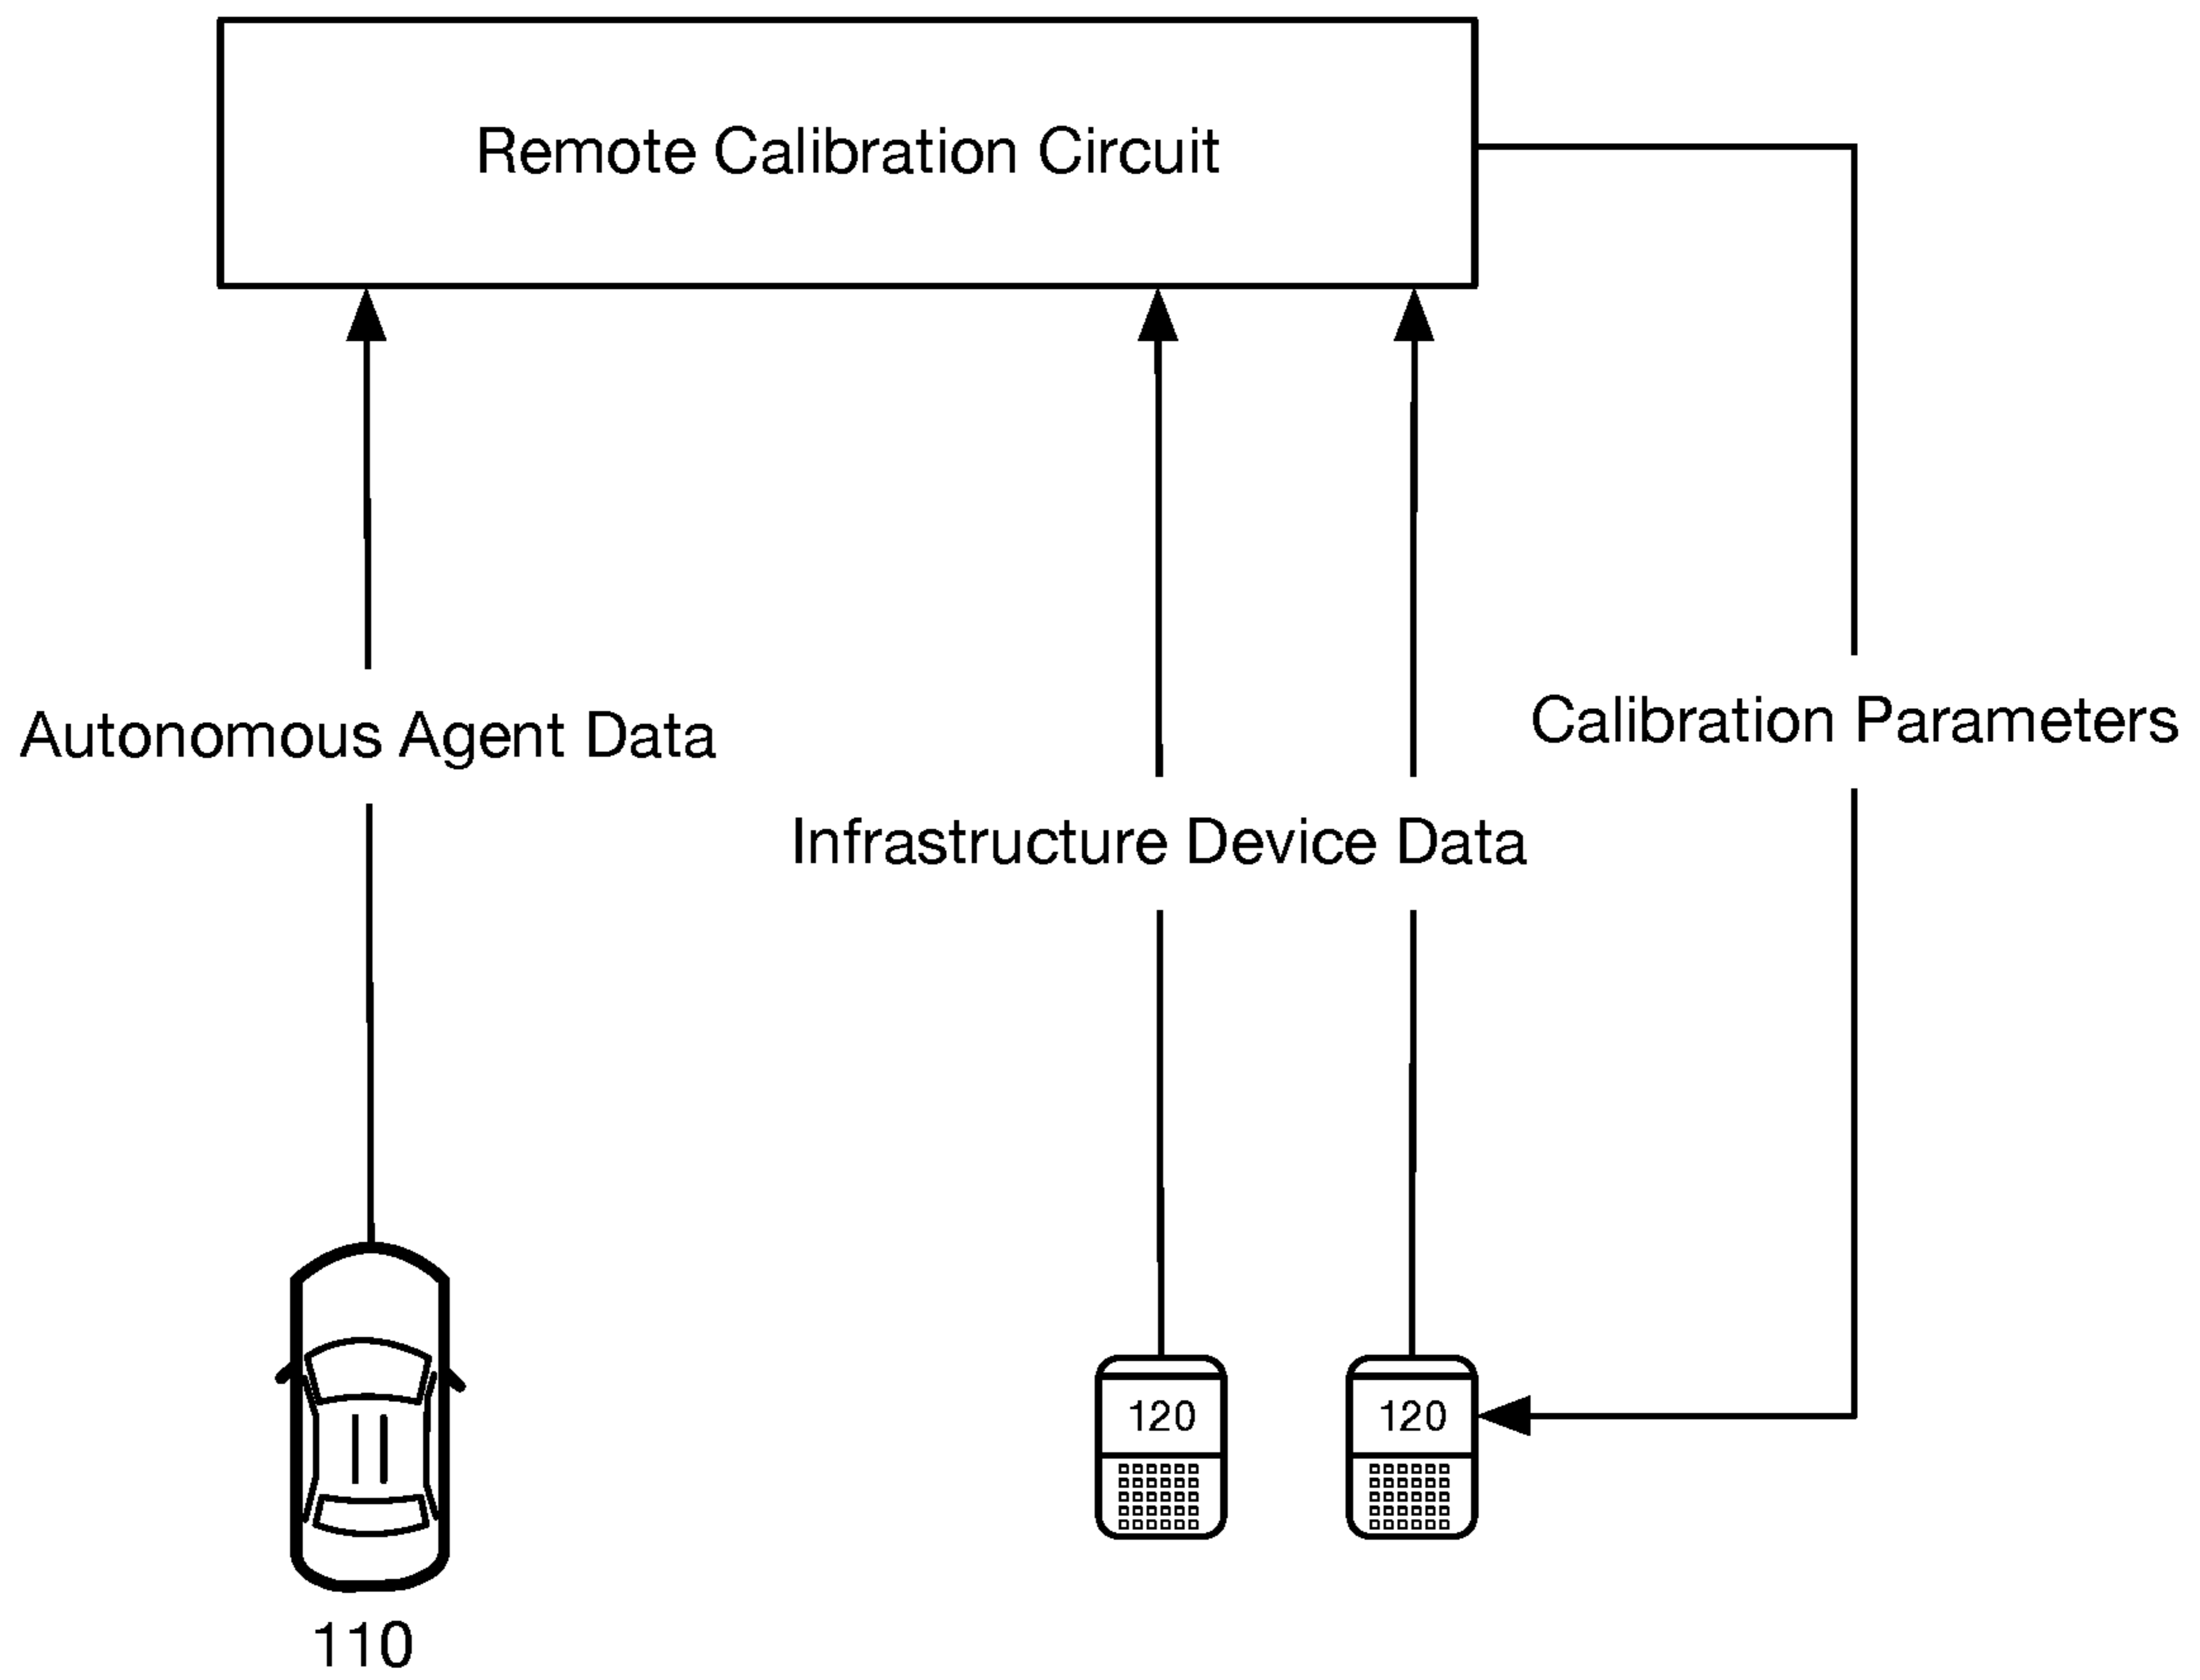 Remote Calibration Circuit
Autonomous Agent Data
Calibration Parameters
Infrastructure Device Data
120
120
110